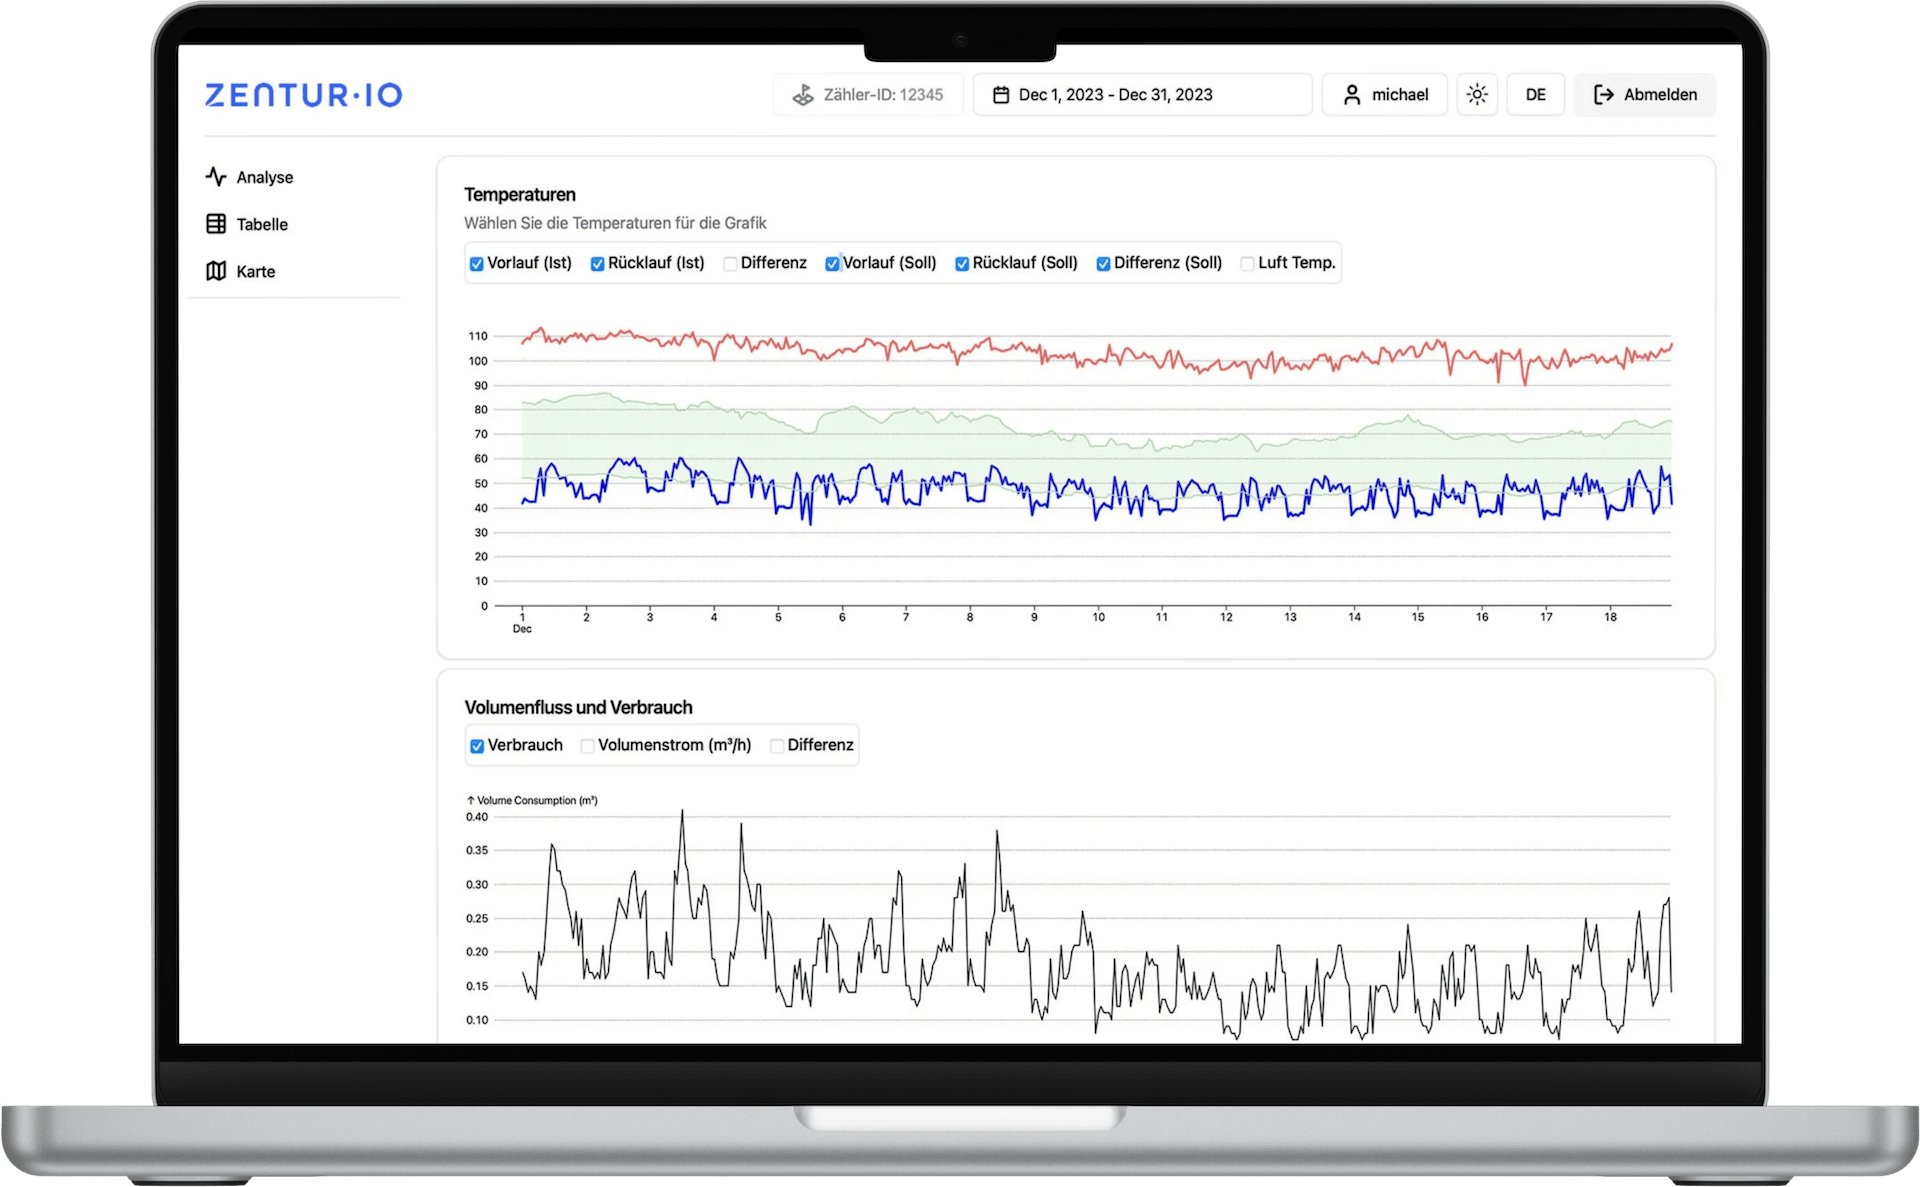 ZENTUR·IO
Zähler-ID: 12345
Dec 1, 2023 - Dec 31, 2023
michael
DE
Abmelden
Analyse
Tabelle
Karte
Temperaturen
Wählen Sie die Temperaturen für die Grafik
Vorlauf (Ist) Rücklauf (Ist) Differenz Vorlauf (Soll) Rücklauf (Soll) Differenz (Soll) Luft Temp.
110
100
90
80
70
60
50
40
30
20
10
0
1 2 3 4 5 6 7 8 9 10 11 12 13 14 15 16 17 18
Dec
Volumenfluss und Verbrauch
Verbrauch Volumenstrom (m³/h) Differenz
↑ Volume Consumption (m³)
0.40
0.35
0.30
0.25
0.20
0.15
0.10